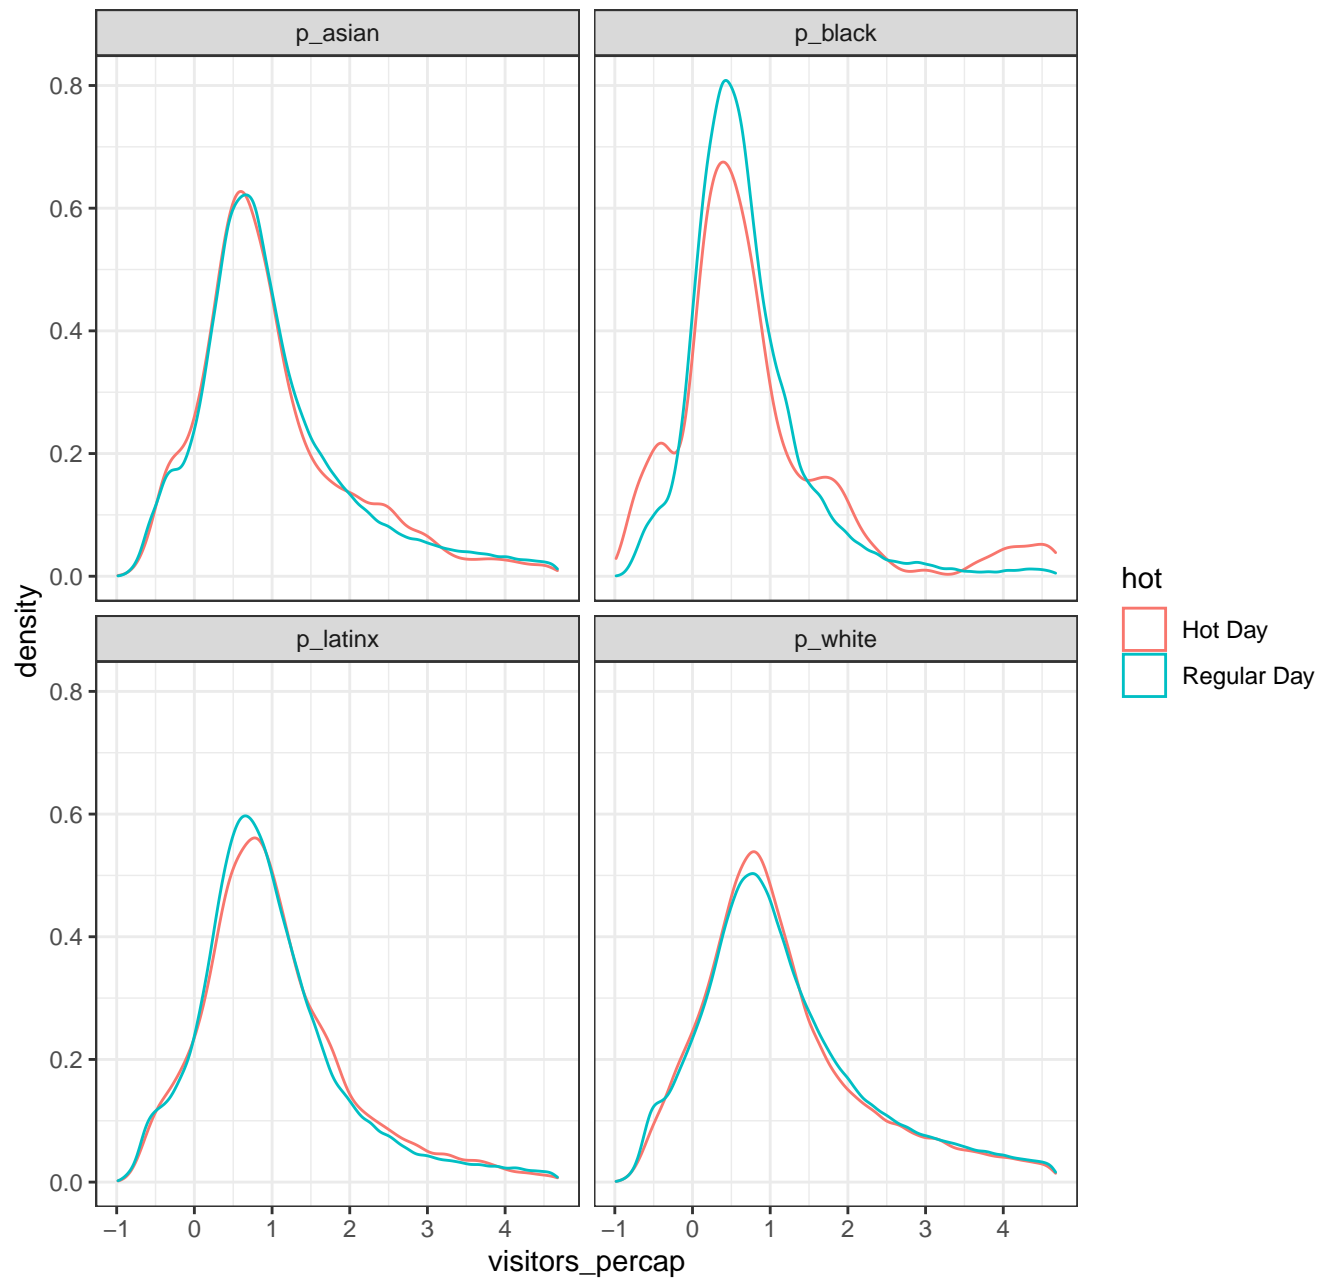 p_asian
p_black
0.8
0.6
0.4
0.2
0.0
p_latinx
p_white
0.8
0.6
0.4
0.2
0.0
−1 0 1 2 3 4
−1 0 1 2 3 4
visitors_percap
density
hot
Hot Day
Regular Day